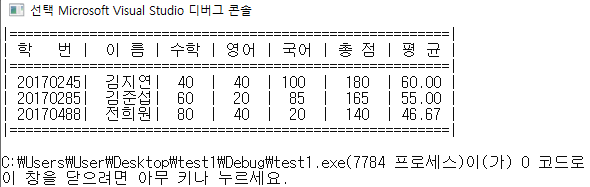 선택 Microsoft Visual Studio 디버그 콘솔
|==================================================|
| 학   번 |  이 름 | 수학 | 영어 | 국어 | 총 점 | 평 균 |
|==================================================|
| 20170245|  김지연|  40  |  40  | 100  |  180  | 60.00 |
| 20170285|  김준섭|  60  |  20  |  85  |  165  | 55.00 |
| 20170488|  전희원|  80  |  40  |  20  |  140  | 46.67 |
|==================================================|
C:₩Users₩User₩Desktop₩test1₩Debug₩test1.exe(7784 프로세스)이(가) 0 코드로
이 창을 닫으려면 아무 키나 누르세요.